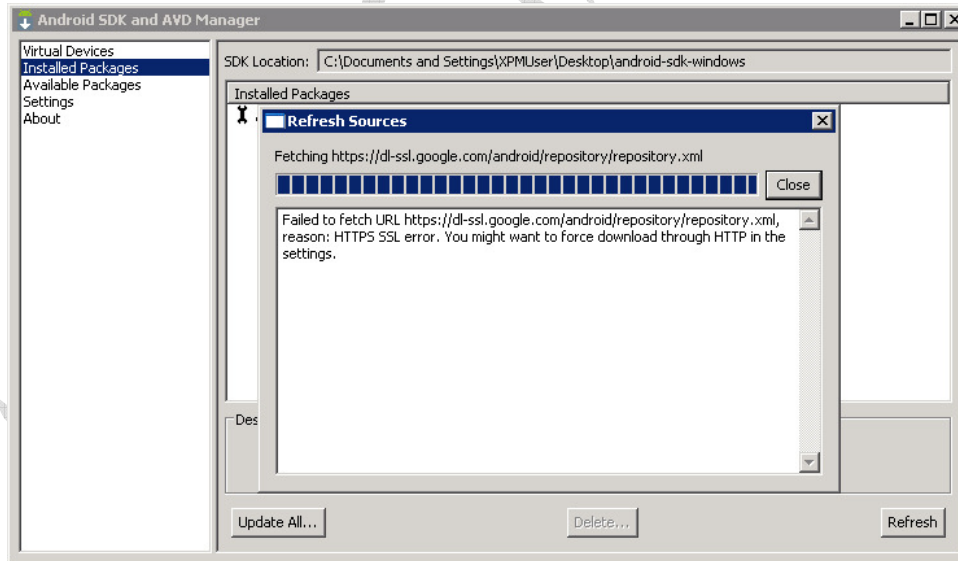 Android SDK and AVD Manager
Virtual Devices
Installed Packages
Available Packages
Settings
About
SDK Location: C:\Documents and Settings\XPMUser\Desktop\android-sdk-windows
Installed Packages
Refresh Sources
Fetching https://dl-ssl.google.com/android/repository/repository.xml
Close
Failed to fetch URL https://dl-ssl.google.com/android/repository/repository.xml,
reason: HTTPS SSL error. You might want to force download through HTTP in the
settings.
Des
Update All...
Delete...
Refresh